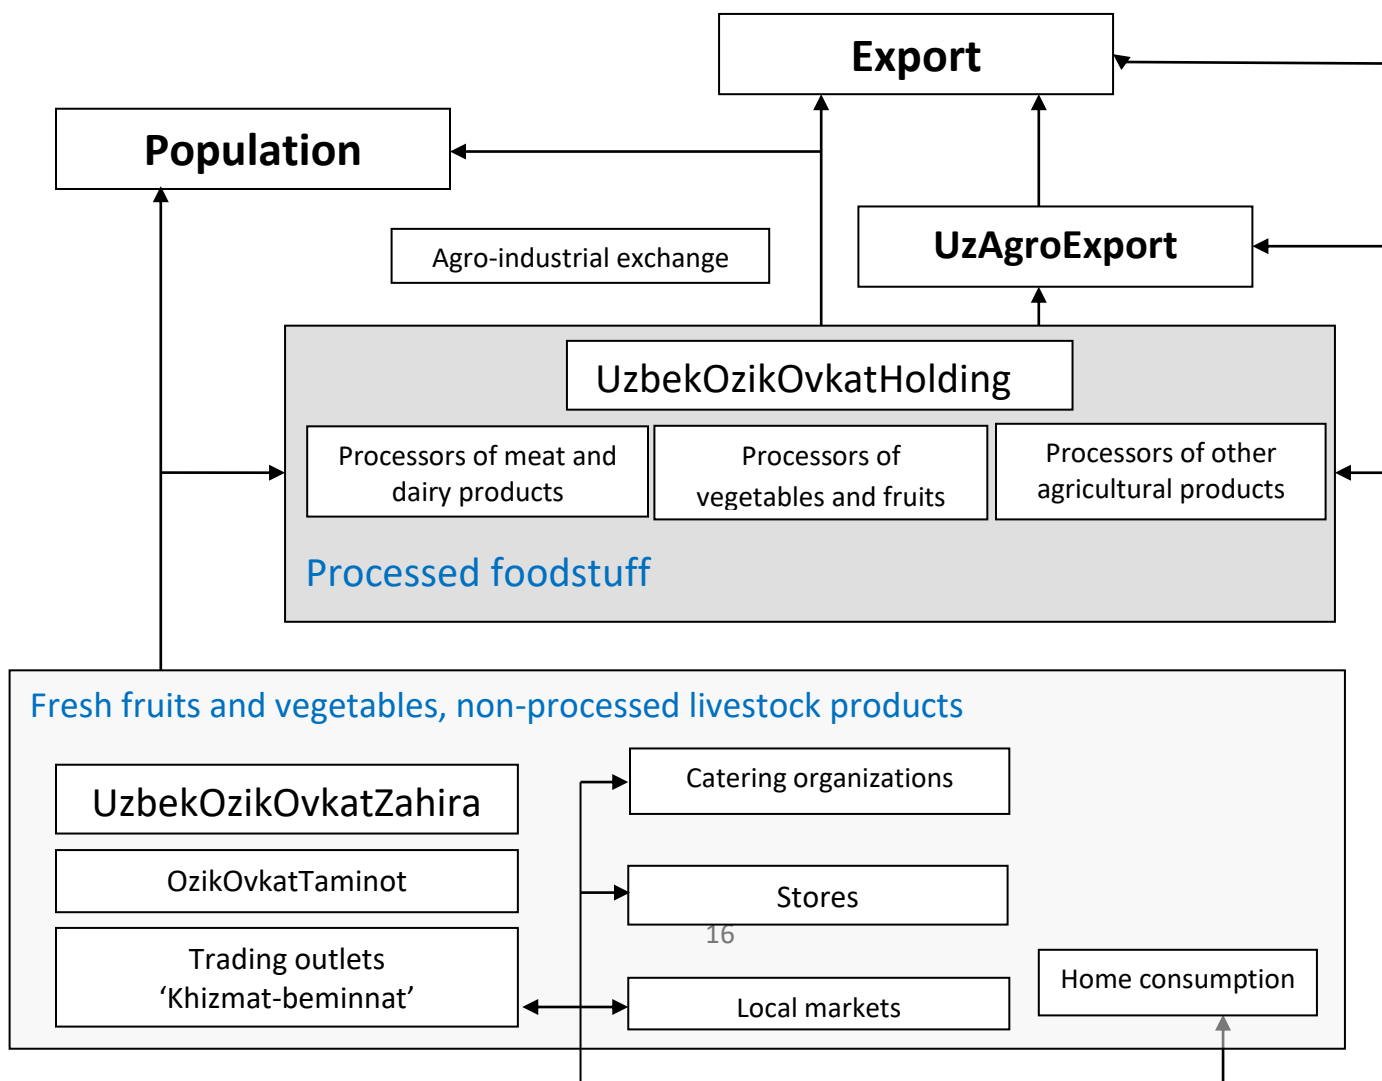 Export
Population
UzAgroExport
Agro-industrial exchange
UzbekOzikOvkatHolding
Processors of meat and
dairy products
Processors of
vegetables and fruits
Processors of other
agricultural products
Processed foodstuff
Fresh fruits and vegetables, non-processed livestock products
UzbekOzikOvkatZahira
Catering organizations
OzikOvkatTaminot
Stores
16
Trading outlets
‘Khizmat-beminnat’
Local markets
Home consumption